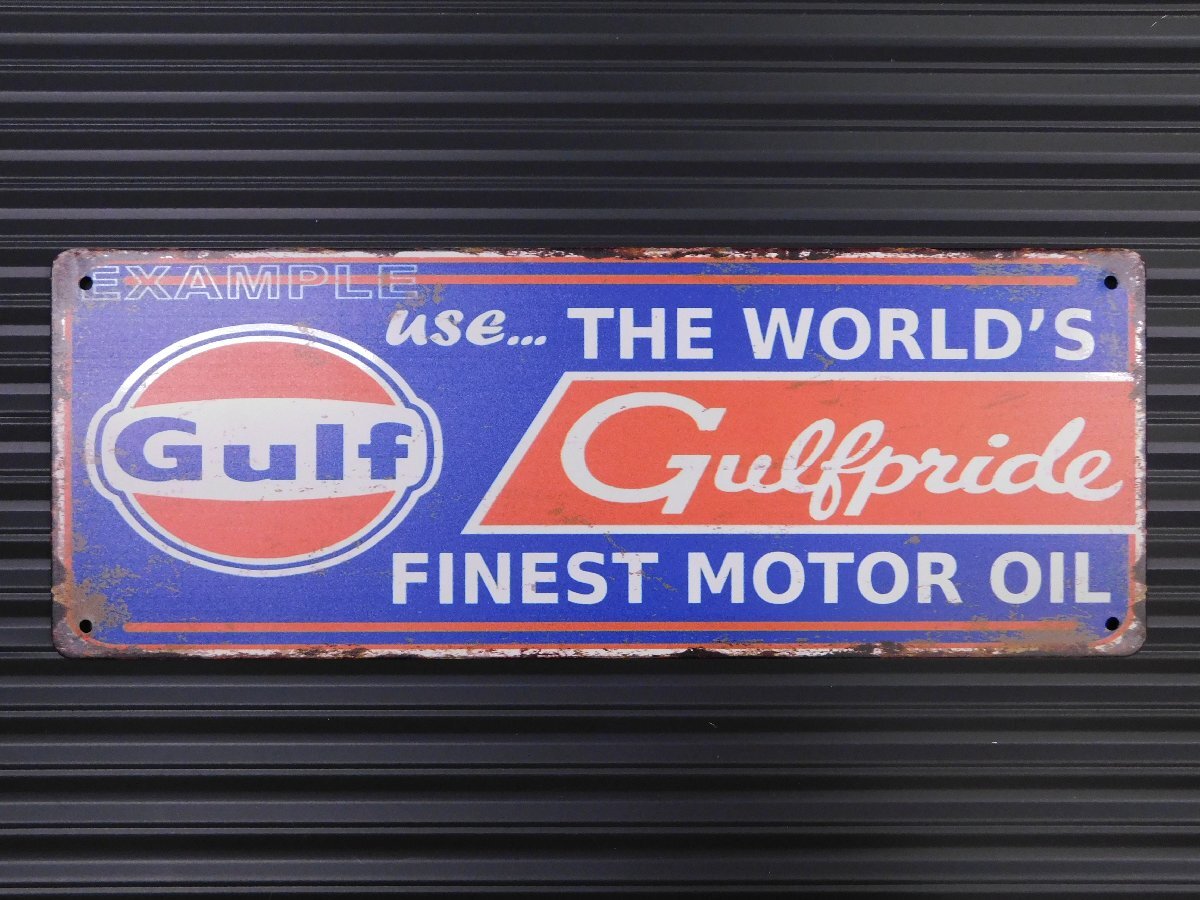 EXAMPLE
use... THE WORLD'S
Gulf
Gulfpride
FINEST MOTOR OIL